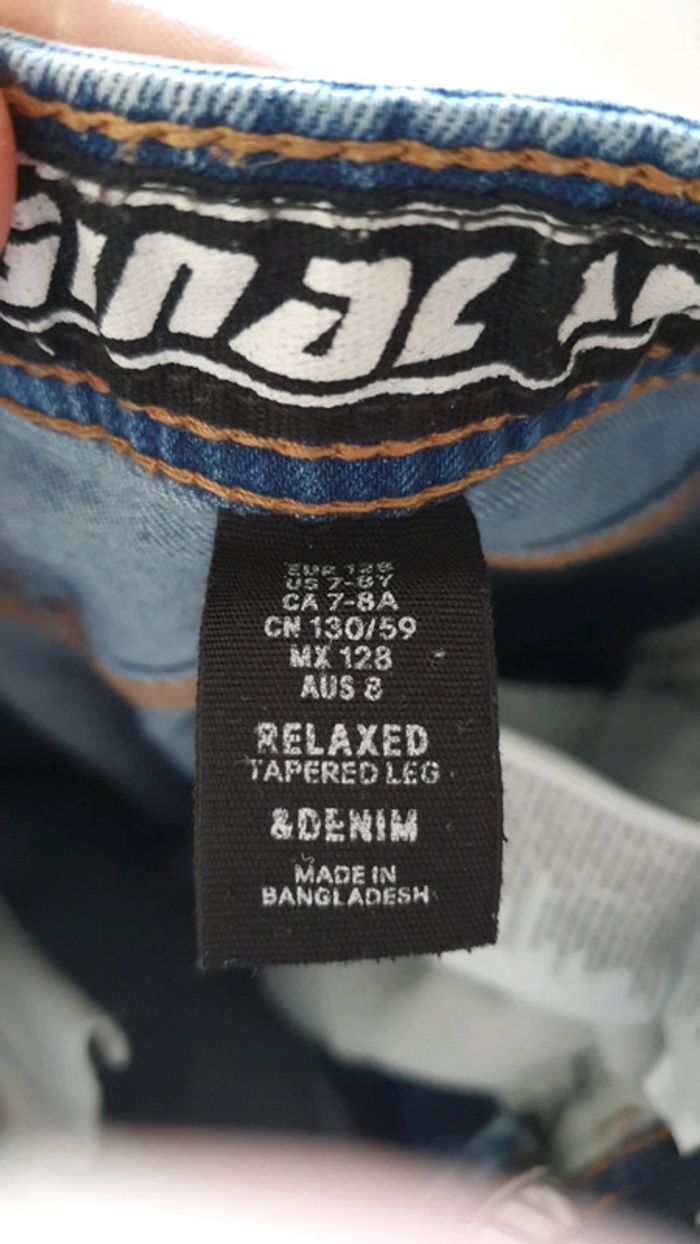 EUR 128
US 7-8Y
CA 7-8A
CN 130/59
MX 128
AUS 8
RELAXED
TAPERED LEG
&DENIM
MADE IN
BANGLADESH